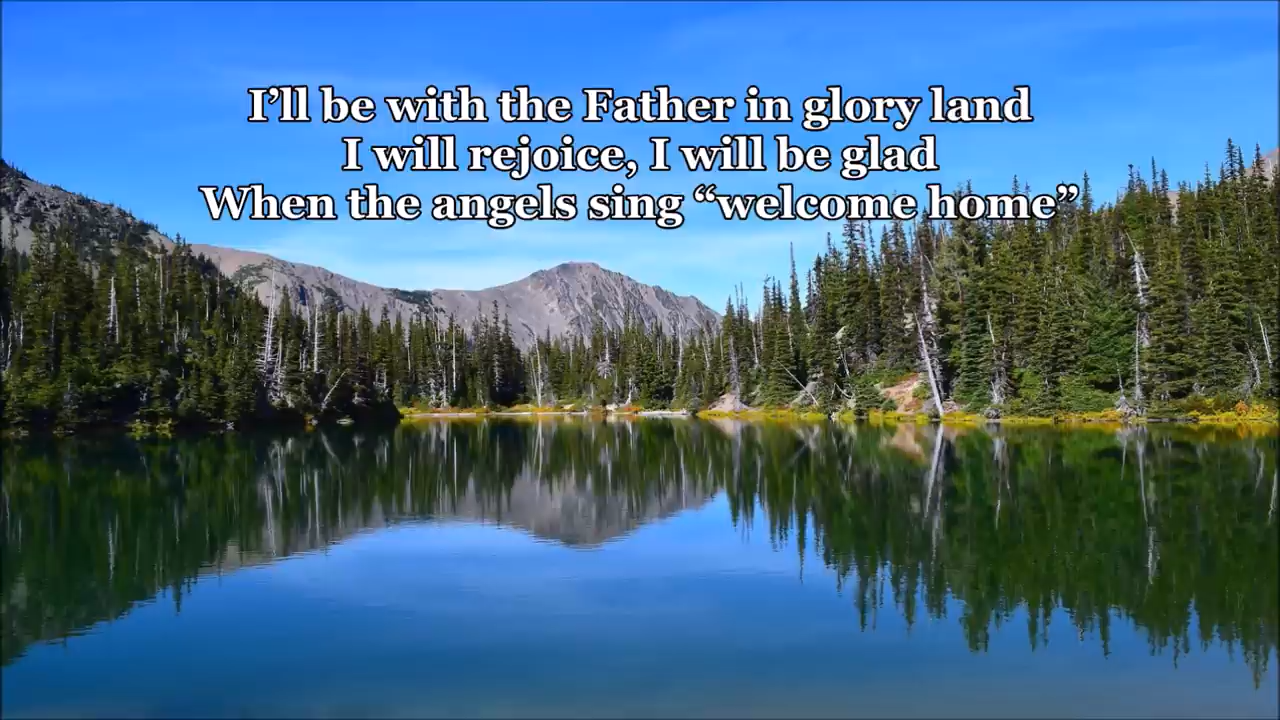 I’ll be with the Father in glory land
I will rejoice, I will be glad
When the angels sing “welcome home”